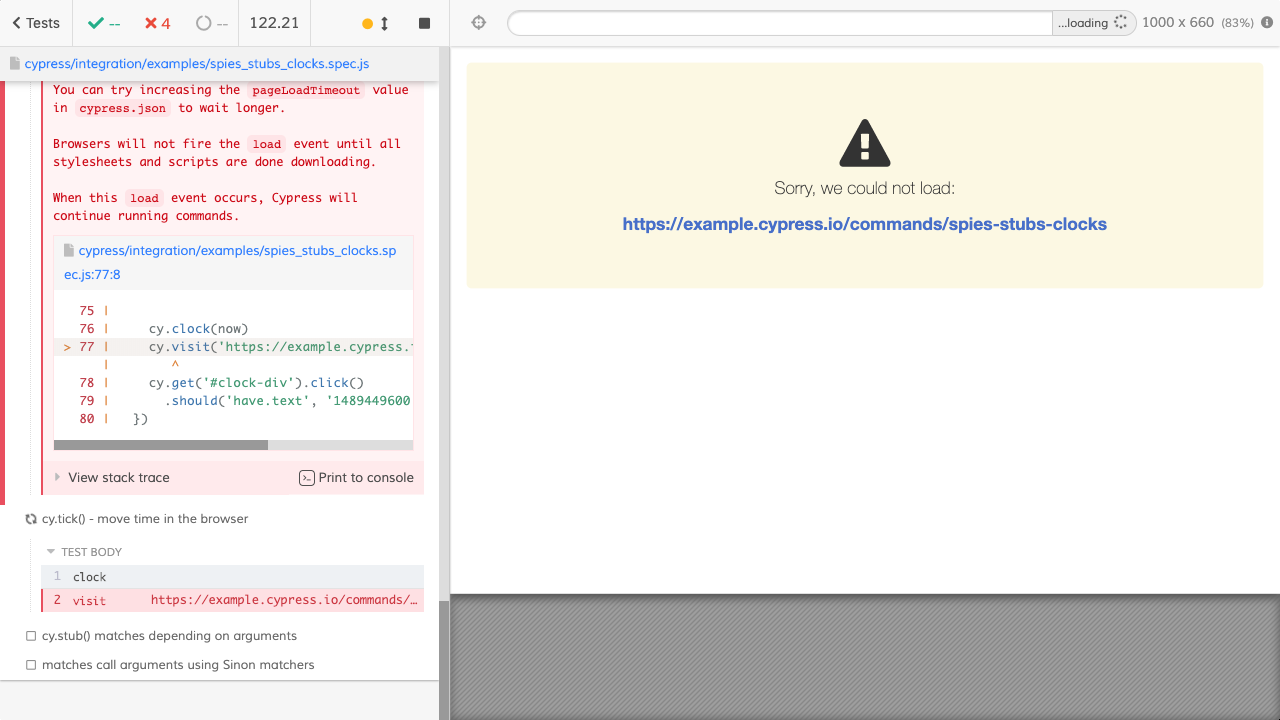 Tests
--
4
--
122.21
...loading
1000 x 660 (83%)
cypress/integration/examples/spies_stubs_clocks.spec.js
You can try increasing the pageLoadTimeout value
in cypress.json to wait longer.
Browsers will not fire the load event until all
stylesheets and scripts are done downloading.
When this load event occurs, Cypress will
continue running commands.
cypress/integration/examples/spies_stubs_clocks.sp
ec.js:77:8
75 |
76 | cy.clock(now)
> 77 | cy.visit('https://example.cypress.
| ^
78 | cy.get('#clock-div').click()
79 | .should('have.text', '1489449600
80 | })
View stack trace
Print to console
cy.tick() - move time in the browser
TEST BODY
1 clock
2 visit https://example.cypress.io/commands/…
cy.stub() matches depending on arguments
matches call arguments using Sinon matchers
Sorry, we could not load:
https://example.cypress.io/commands/spies-stubs-clocks